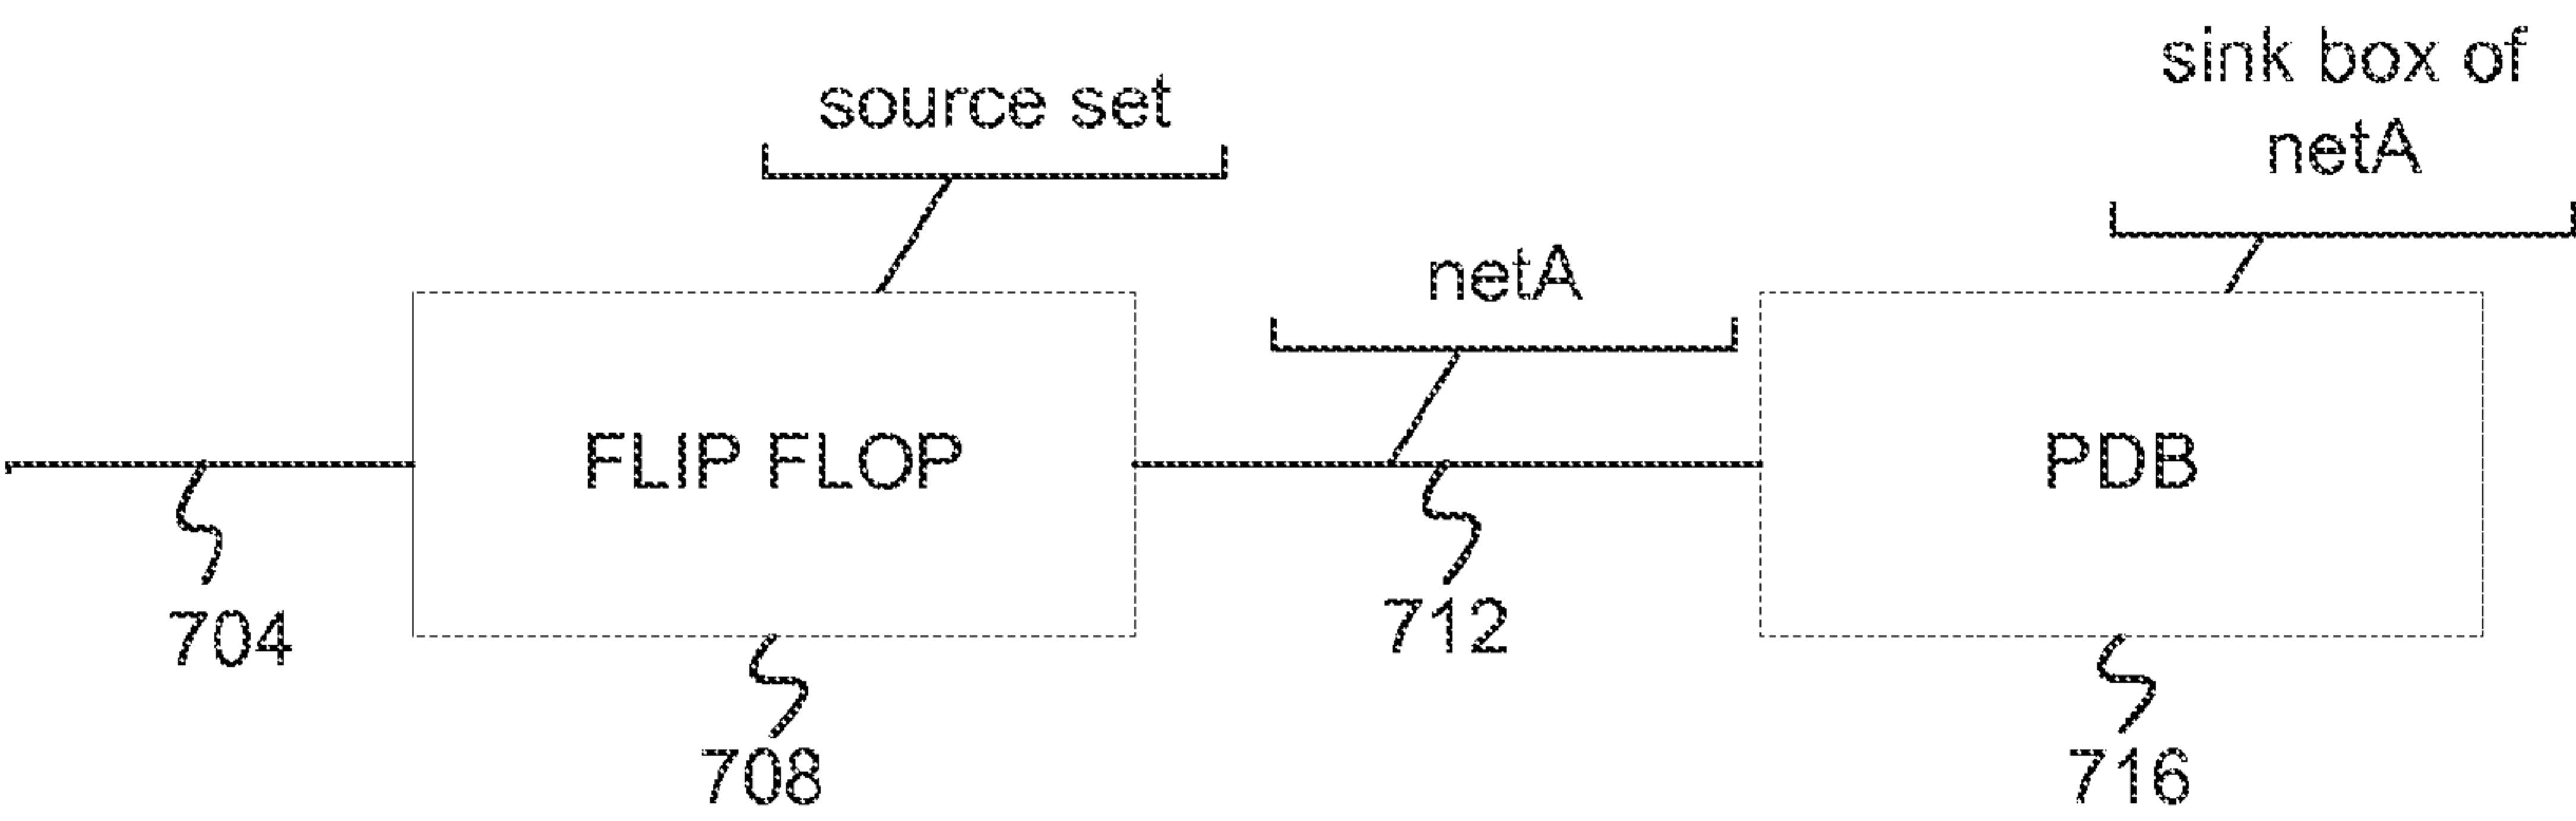 source set
sink box of
netA
netA
FLIP FLOP
PDB
704
712
708
716